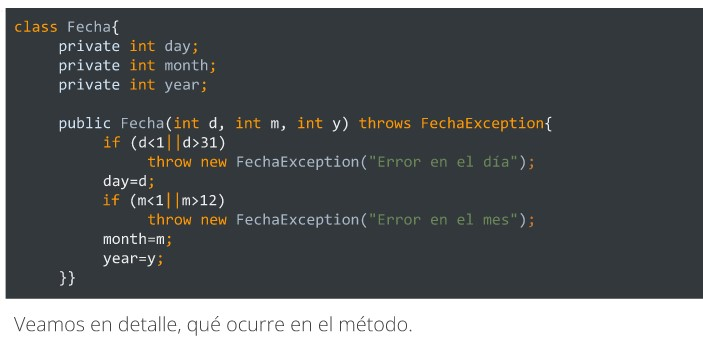 class Fecha{
private int day;
private int month;
private int year;
public Fecha(int d, int m, int y) throws FechaException{
if (d<1||d>31)
throw new FechaException("Error en el día");
day=d;
if (m<1||m>12)
throw new FechaException("Error en el mes");
month=m;
year=y;
}}
Veamos en detalle, qué ocurre en el método.